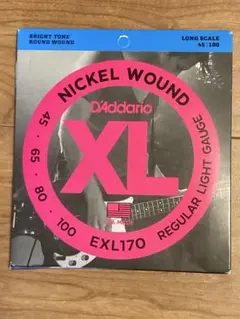 BRIGHT TONE
ROUND WOUND
LONG SCALE
45-100
NICKEL WOUND
D'Addario
XL
45
65
80
100
EXL170
REGULAR LIGHT GAUGE